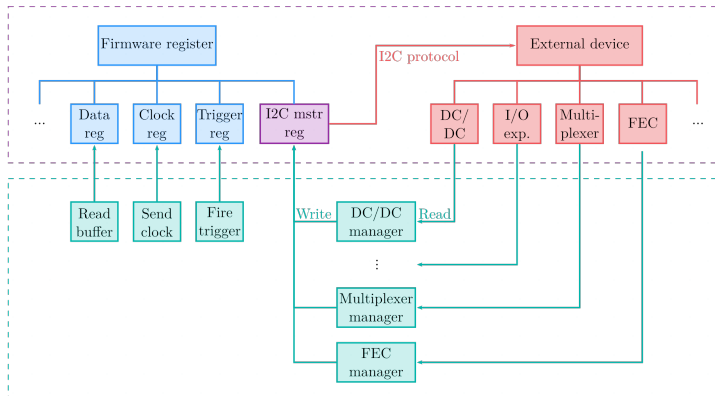 Firmware register
External device
I2C protocol
...
Data
reg
Clock
reg
Trigger
reg
I2C mstr
reg
DC/
DC
I/O
exp.
Multi-
plexer
FEC
...
Read
buffer
Send
clock
Fire
trigger
Write
DC/DC
manager
Read
...
Multiplexer
manager
FEC
manager